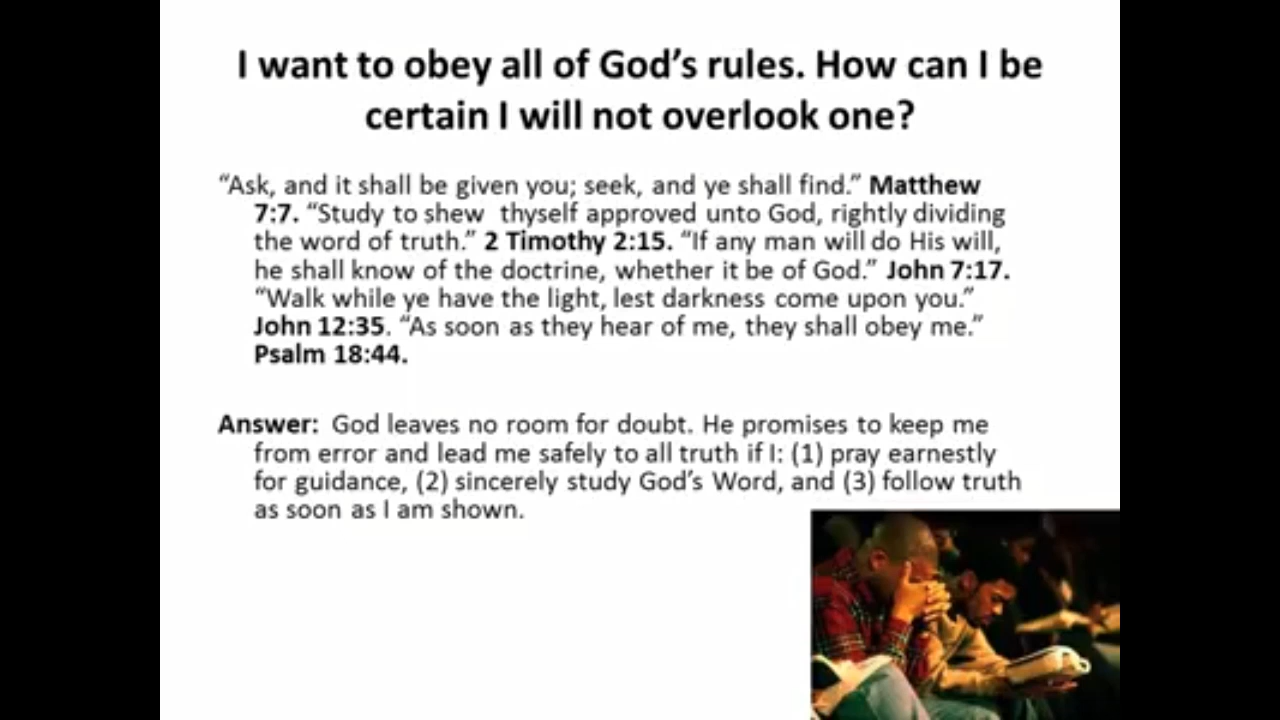 I want to obey all of God’s rules. How can I be
certain I will not overlook one?
“Ask, and it shall be given you; seek, and ye shall find.” Matthew
7:7. “Study to shew  thyself approved unto God, rightly dividing
the word of truth.” 2 Timothy 2:15. “If any man will do His will,
he shall know of the doctrine, whether it be of God.” John 7:17.
“Walk while ye have the light, lest darkness come upon you.”
John 12:35. “As soon as they hear of me, they shall obey me.”
Psalm 18:44.
Answer:  God leaves no room for doubt. He promises to keep me
from error and lead me safely to all truth if I: (1) pray earnestly
for guidance, (2) sincerely study God’s Word, and (3) follow truth
as soon as I am shown.